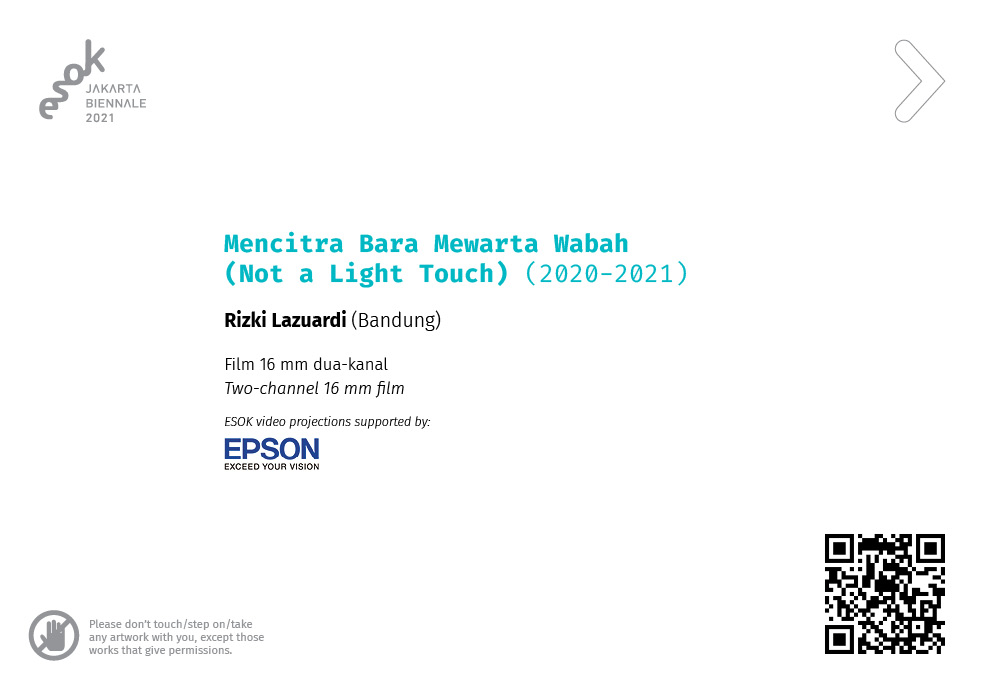 esok
JAKARTA
BIENNALE
2021
Mencitra Bara Mewarta Wabah
(Not a Light Touch) (2020–2021)
Rizki Lazuardi (Bandung)
Film 16 mm dua-kanal
Two-channel 16 mm film
ESOK video projections supported by:
EPSON
EXCEED YOUR VISION
Please don’t touch/step on/take
any artwork with you, except those
works that give permissions.